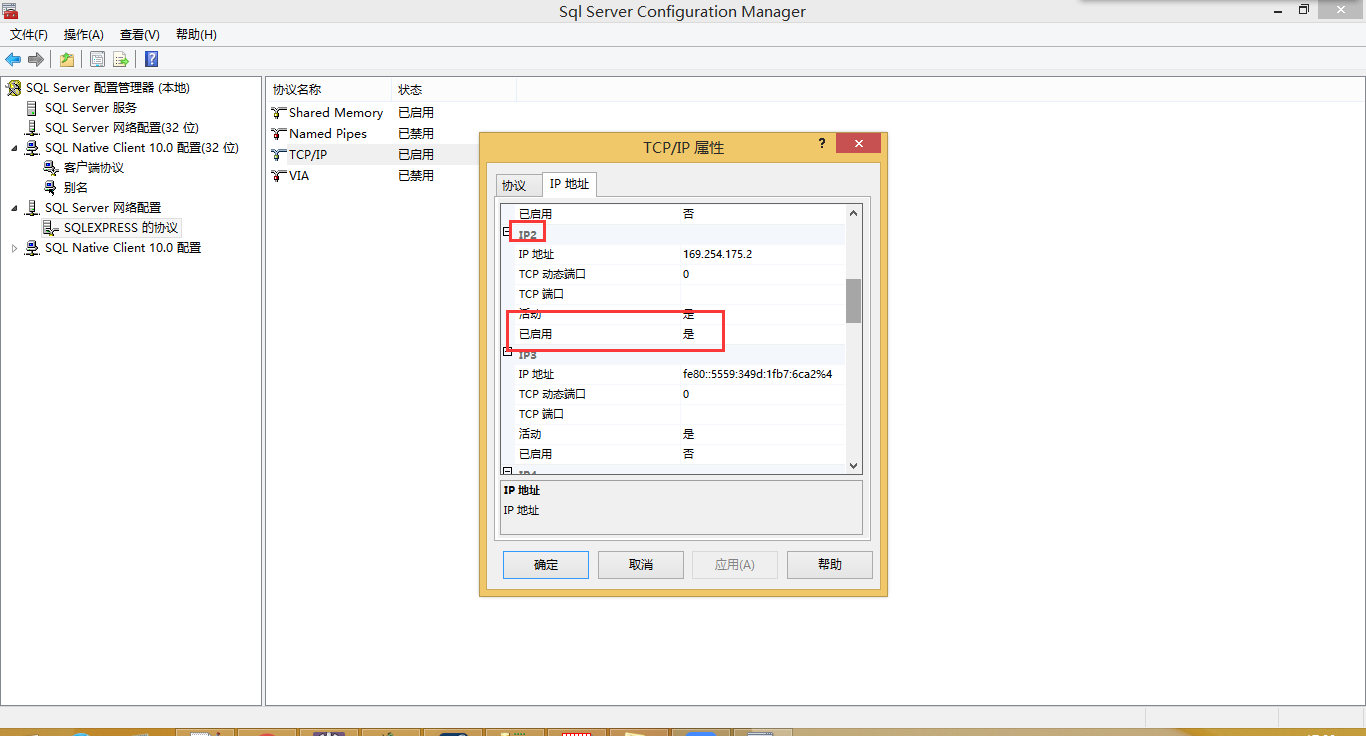 Sql Server Configuration Manager
文件(F) 操作(A) 查看(V) 帮助(H)
SQL Server 配置管理器 (本地)
SQL Server 服务
SQL Server 网络配置(32 位)
SQL Native Client 10.0 配置(32 位)
客户端协议
别名
SQL Server 网络配置
SQLEXPRESS 的协议
SQL Native Client 10.0 配置
协议名称 状态
Shared Memory 已启用
Named Pipes 已禁用
TCP/IP 已启用
VIA 已禁用
TCP/IP 属性
协议 IP 地址
已启用 否
IP2
IP 地址 169.254.175.2
TCP 动态端口 0
TCP 端口
活动 是
已启用 是
IP3
IP 地址 fe80::5559:349d:1fb7:6ca2%4
TCP 动态端口 0
TCP 端口
活动 是
已启用 否
IP4
IP 地址
IP 地址
确定 取消 应用(A) 帮助